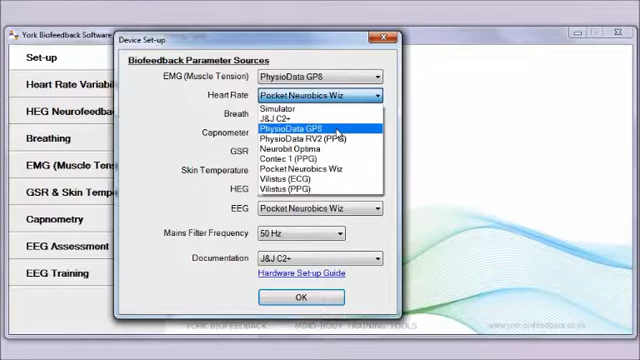 York Biofeedback Software
Device Set-up
Set-up
Heart Rate Variabi
HEG Neurofeedb
Breathing
EMG (Muscle Tens
GSR & Skin Tempe
Capnometry
EEG Assessment
EEG Training
Biofeedback Parameter Sources
EMG (Muscle Tension)
PhysioData GP8
Heart Rate
Pocket Neurobics Wiz
Simulator
J&J C2+
PhysioData GP8
PhysioData RV2 (PPG)
Neurobit Optima
Contec 1 (PPG)
Pocket Neurobics Wiz
Vilistus (ECG)
Vilistus (PPG)
Breath
Capnometer
GSR
Skin Temperature
HEG
EEG
Pocket Neurobics Wiz
Mains Filter Frequency
50 Hz
Documentation
J&J C2+
Hardware Set-up Guide
OK
YORK BIOFEEDBACK
MIND-BODY TRAINING TOOLS
www.york-biofeedback.co.uk